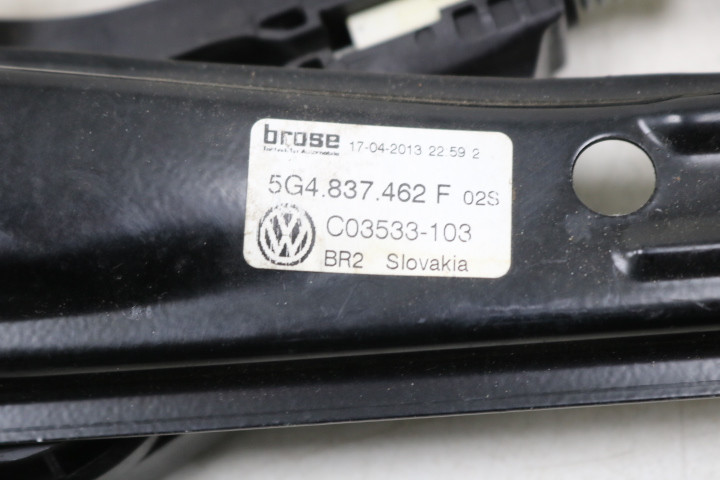 brose
17-04-2013 22:59 2
5G4.837.462 F 02S
C03533-103
BR2 Slovakia